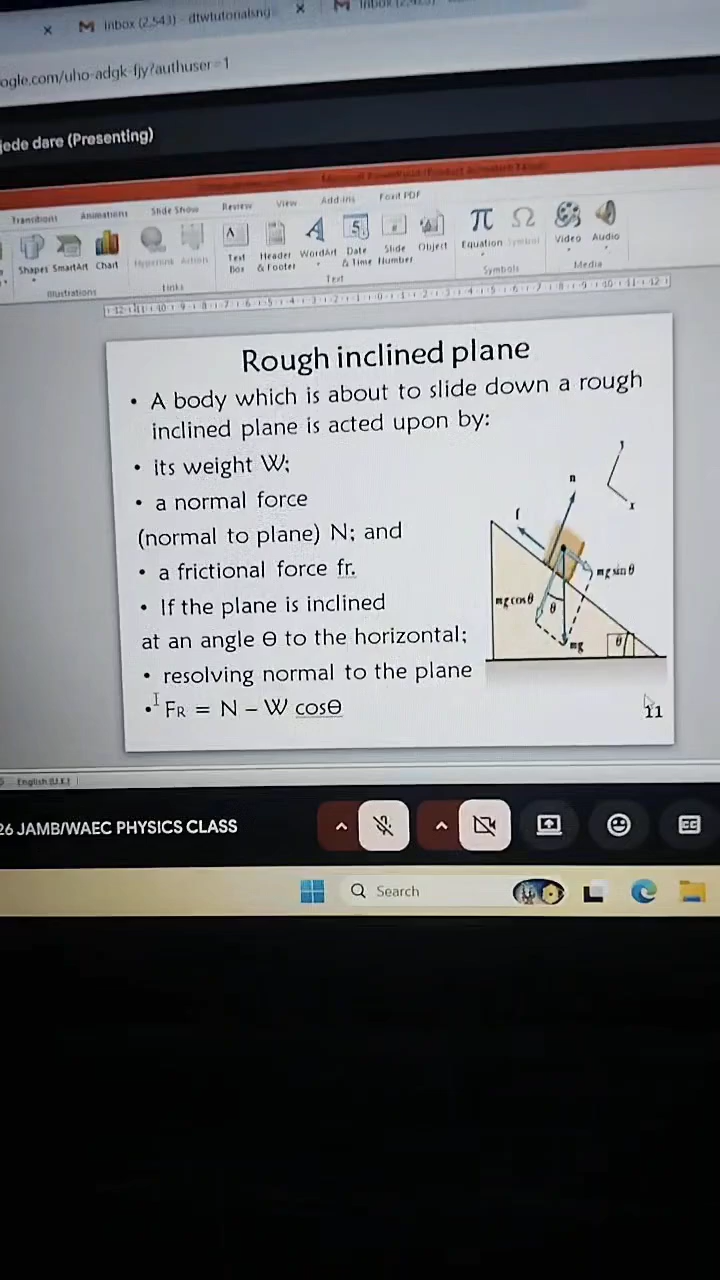 Inbox (2,543) - dtwtutorialsng
ogle.com/uho-adgk-fjy?authuser=1
jede dare (Presenting)
Transitions Animations Slide Show Review View Add-Ins Foxit PDF
Shapes SmartArt Chart Hyperlink Action Text Box Header & Footer WordArt Date & Time Slide Number Object Equation Symbol Video Audio
Illustrations Links Text Symbols Media
Rough inclined plane
• A body which is about to slide down a rough
inclined plane is acted upon by:
• its weight W;
• a normal force
(normal to plane) N; and
• a frictional force fr.
• If the plane is inclined
at an angle θ to the horizontal;
• resolving normal to the plane
• FR = N – W cosθ
y
x
n
f
mg sin θ
mg cosθ
θ
mg
θ
11
English (U.K.)
26 JAMB/WAEC PHYSICS CLASS
CC
Search